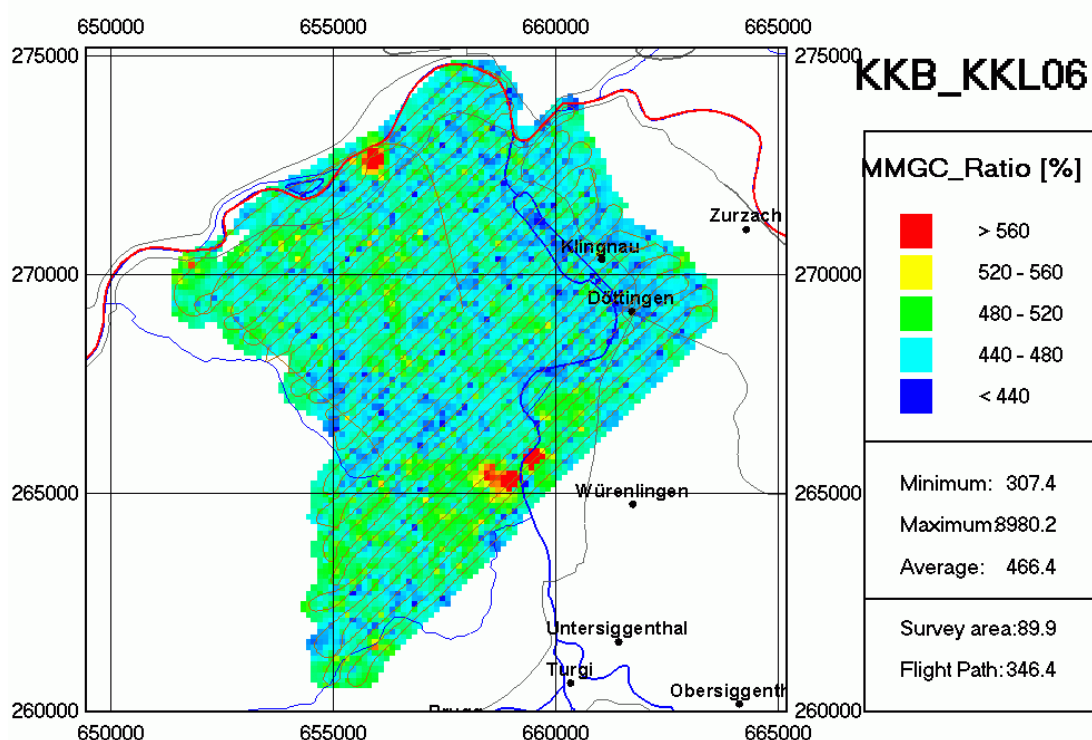 650000 655000 660000 665000
275000 275000
KKB_KKL06
MMGC_Ratio [%]
> 560
520 - 560
480 - 520
440 - 480
< 440
Zurzach
Klingnau
270000 270000
Döttingen
265000 265000
Würenlingen
Minimum: 307.4
Maximum:8980.2
Average: 466.4
Untersiggenthal
Survey area:89.9
Turgi
Flight Path:346.4
Obersiggenth
260000 260000
650000 655000 660000 665000